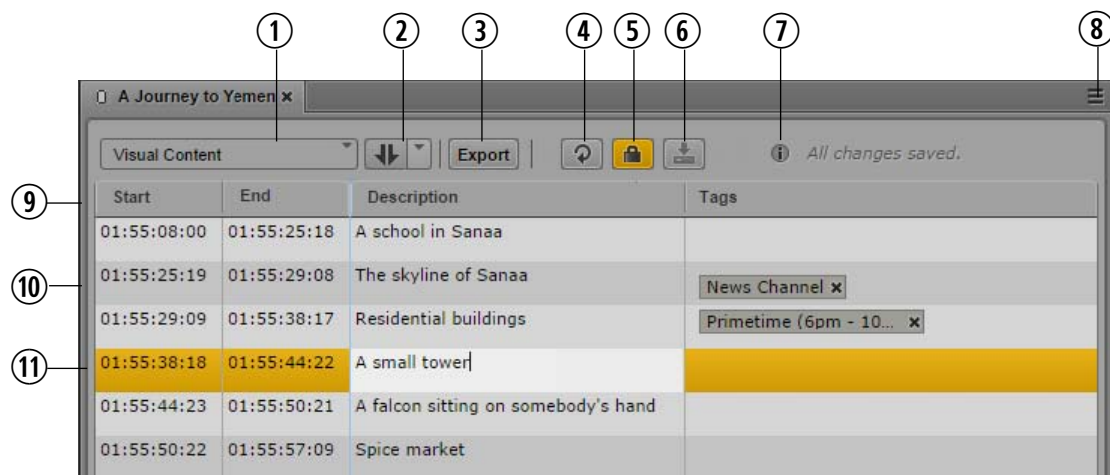 ① ② ③ ④ ⑤ ⑥ ⑦ ⑧
A Journey to Yemen ×
Visual Content Export All changes saved.
⑨ Start End Description Tags
01:55:08:00 01:55:25:18 A school in Sanaa
⑩ 01:55:25:19 01:55:29:08 The skyline of Sanaa News Channel ×
01:55:29:09 01:55:38:17 Residential buildings Primetime (6pm - 10... ×
⑪ 01:55:38:18 01:55:44:22 A small tower
01:55:44:23 01:55:50:21 A falcon sitting on somebody's hand
01:55:50:22 01:55:57:09 Spice market